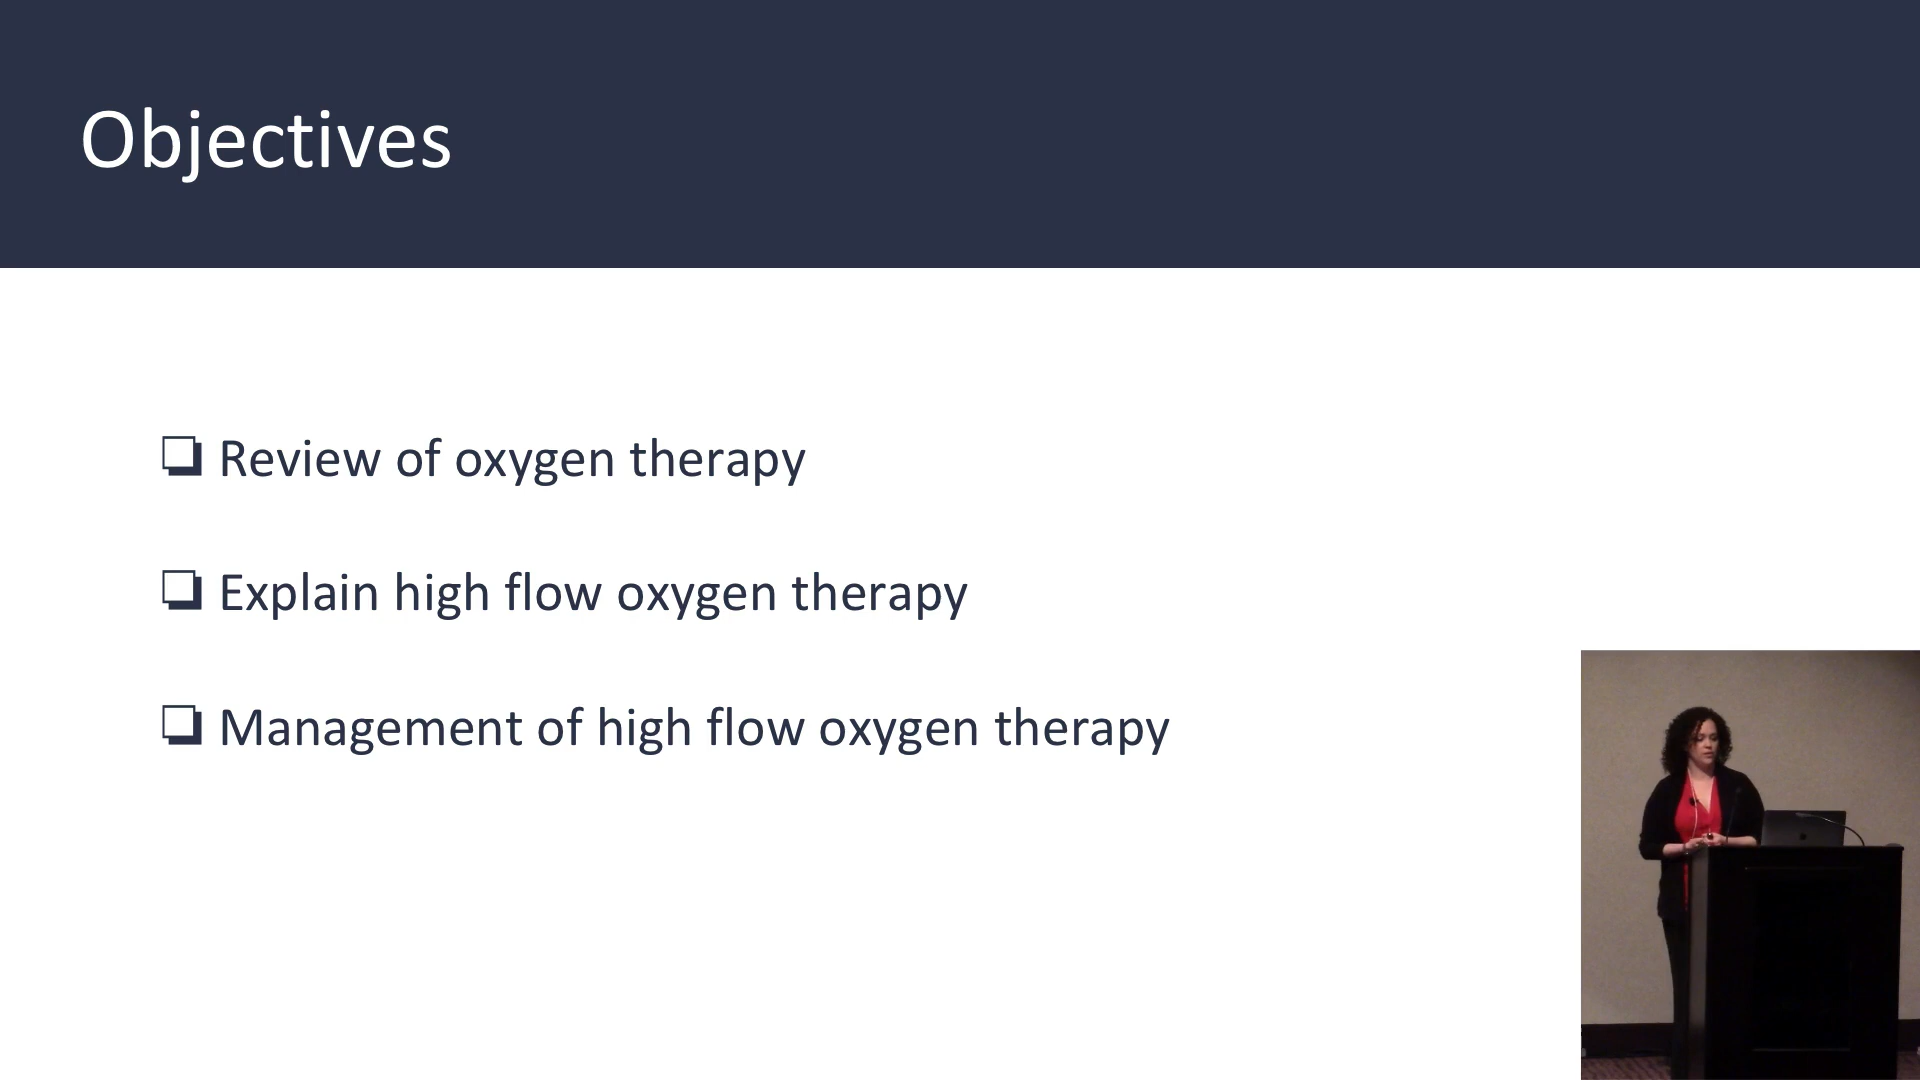 Objectives
❏ Review of oxygen therapy
❏ Explain high flow oxygen therapy
❏ Management of high flow oxygen therapy